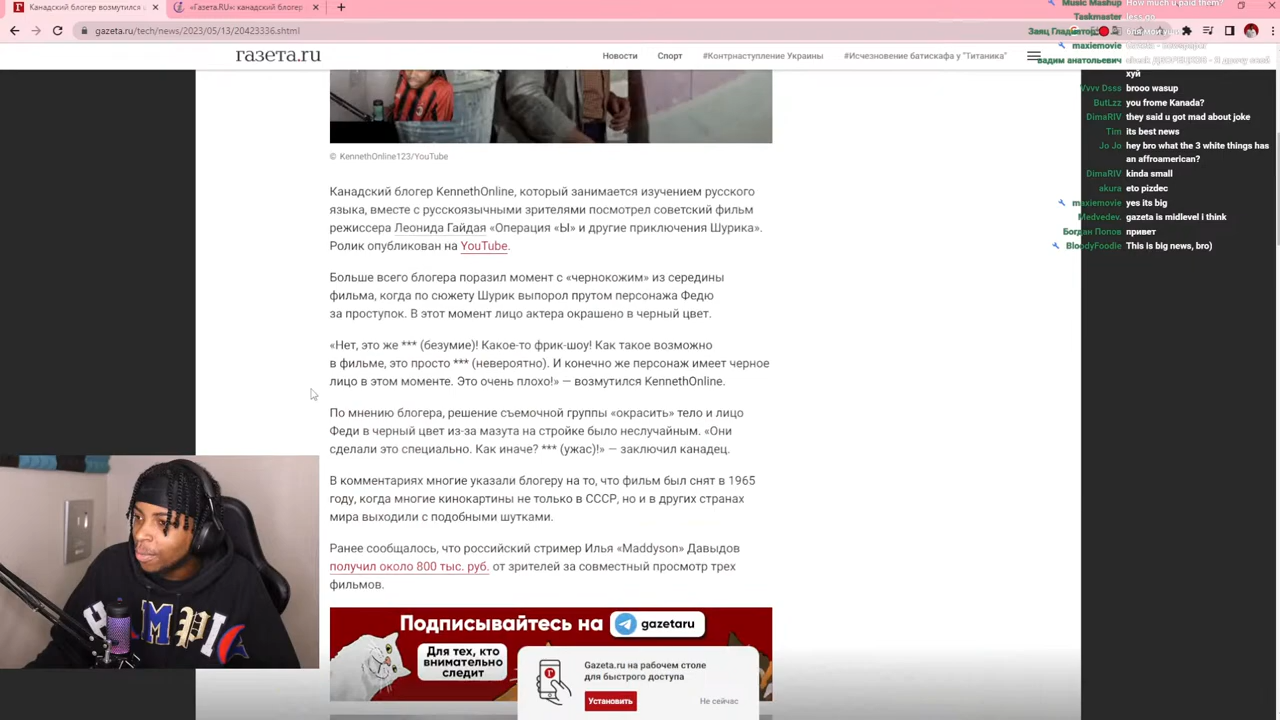 Канадский блогер возмутился
«Газета.RU»: канадский блогер
gazeta.ru/tech/news/2023/05/13/20423336.shtml
газета.ru
Новости Спорт #Контрнаступление Украины #Исчезновение батискафа у "Титаника"
© KennethOnline123/YouTube
Канадский блогер KennethOnline, который занимается изучением русского
языка, вместе с русскоязычными зрителями посмотрел советский фильм
режиссера Леонида Гайдая «Операция «Ы» и другие приключения Шурика».
Ролик опубликован на YouTube.
Больше всего блогера поразил момент с «чернокожим» из середины
фильма, когда по сюжету Шурик выпорол прутом персонажа Федю
за проступок. В этот момент лицо актера окрашено в черный цвет.
«Нет, это же *** (безумие)! Какое-то фрик-шоу! Как такое возможно
в фильме, это просто *** (невероятно). И конечно же персонаж имеет черное
лицо в этом моменте. Это очень плохо!» — возмутился KennethOnline.
По мнению блогера, решение съемочной группы «окрасить» тело и лицо
Феди в черный цвет из-за мазута на стройке было неслучайным. «Они
сделали это специально. Как иначе? *** (ужас)!» — заключил канадец.
В комментариях многие указали блогеру на то, что фильм был снят в 1965
году, когда многие кинокартины не только в СССР, но и в других странах
мира выходили с подобными шутками.
Ранее сообщалось, что российский стример Илья «Maddyson» Давыдов
получил около 800 тыс. руб. от зрителей за совместный просмотр трех
фильмов.
Подписывайтесь на gazetaru
Для тех, кто
внимательно
следит
Gazeta.ru на рабочем столе
для быстрого доступа
Установить Не сейчас
Music Mashup How much u paid them?
Taskmaster less go
Заяц Гладиатор бля мой уш
maxiemovie
вадим анатольевич
хуй
Vvvv Dsss brooo wasup
ButLzz you frome Kanada?
DimaRIV they said u got mad about joke
Tim its best news
Jo Jo hey bro what the 3 white things has
an affroamerican?
DimaRIV kinda small
akura eto pizdec
maxiemovie yes its big
Medvedev. gazeta is midlevel i think
Богдан Попов привет
BloodyFoodie This is big news, bro)